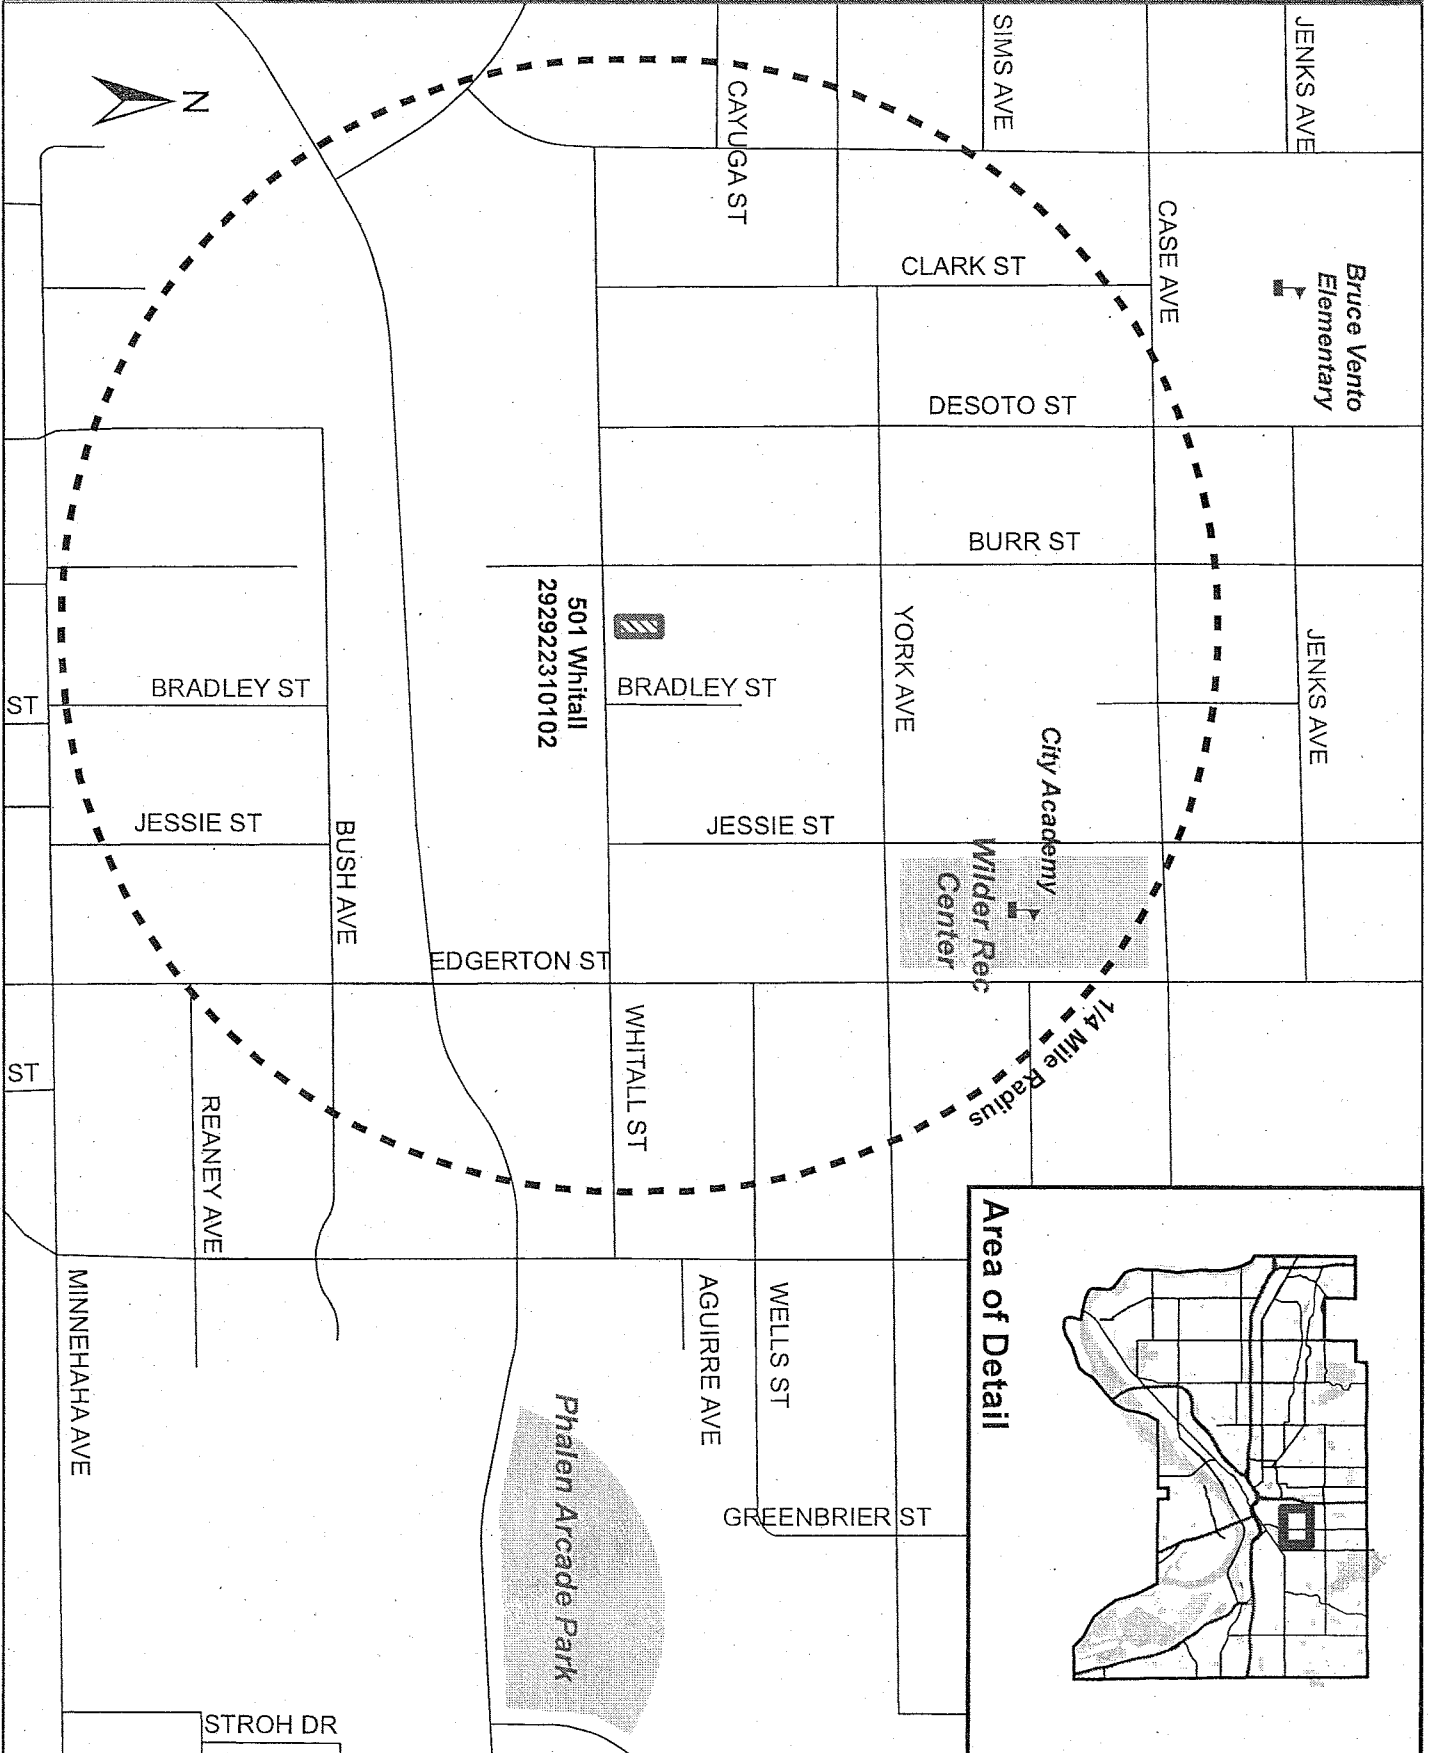 JENKS AVE
SIMS AVE
CAYUGA ST
N
CASE AVE
CLARK ST
Bruce Vento
Elementary
DESOTO ST
BURR ST
501 Whitall
292922310102
YORK AVE
JENKS AVE
BRADLEY ST
BRADLEY ST
ST
City Academy
Wilder Rec
Center
JESSIE ST
JESSIE ST
BUSH AVE
EDGERTON ST
1/4 Mile Radius
WHITALL ST
ST
REANEY AVE
Area of Detail
MINNEHAHA AVE
AGUIRRE AVE
WELLS ST
GREENBRIER ST
Phalen Arcade Park
STROH DR